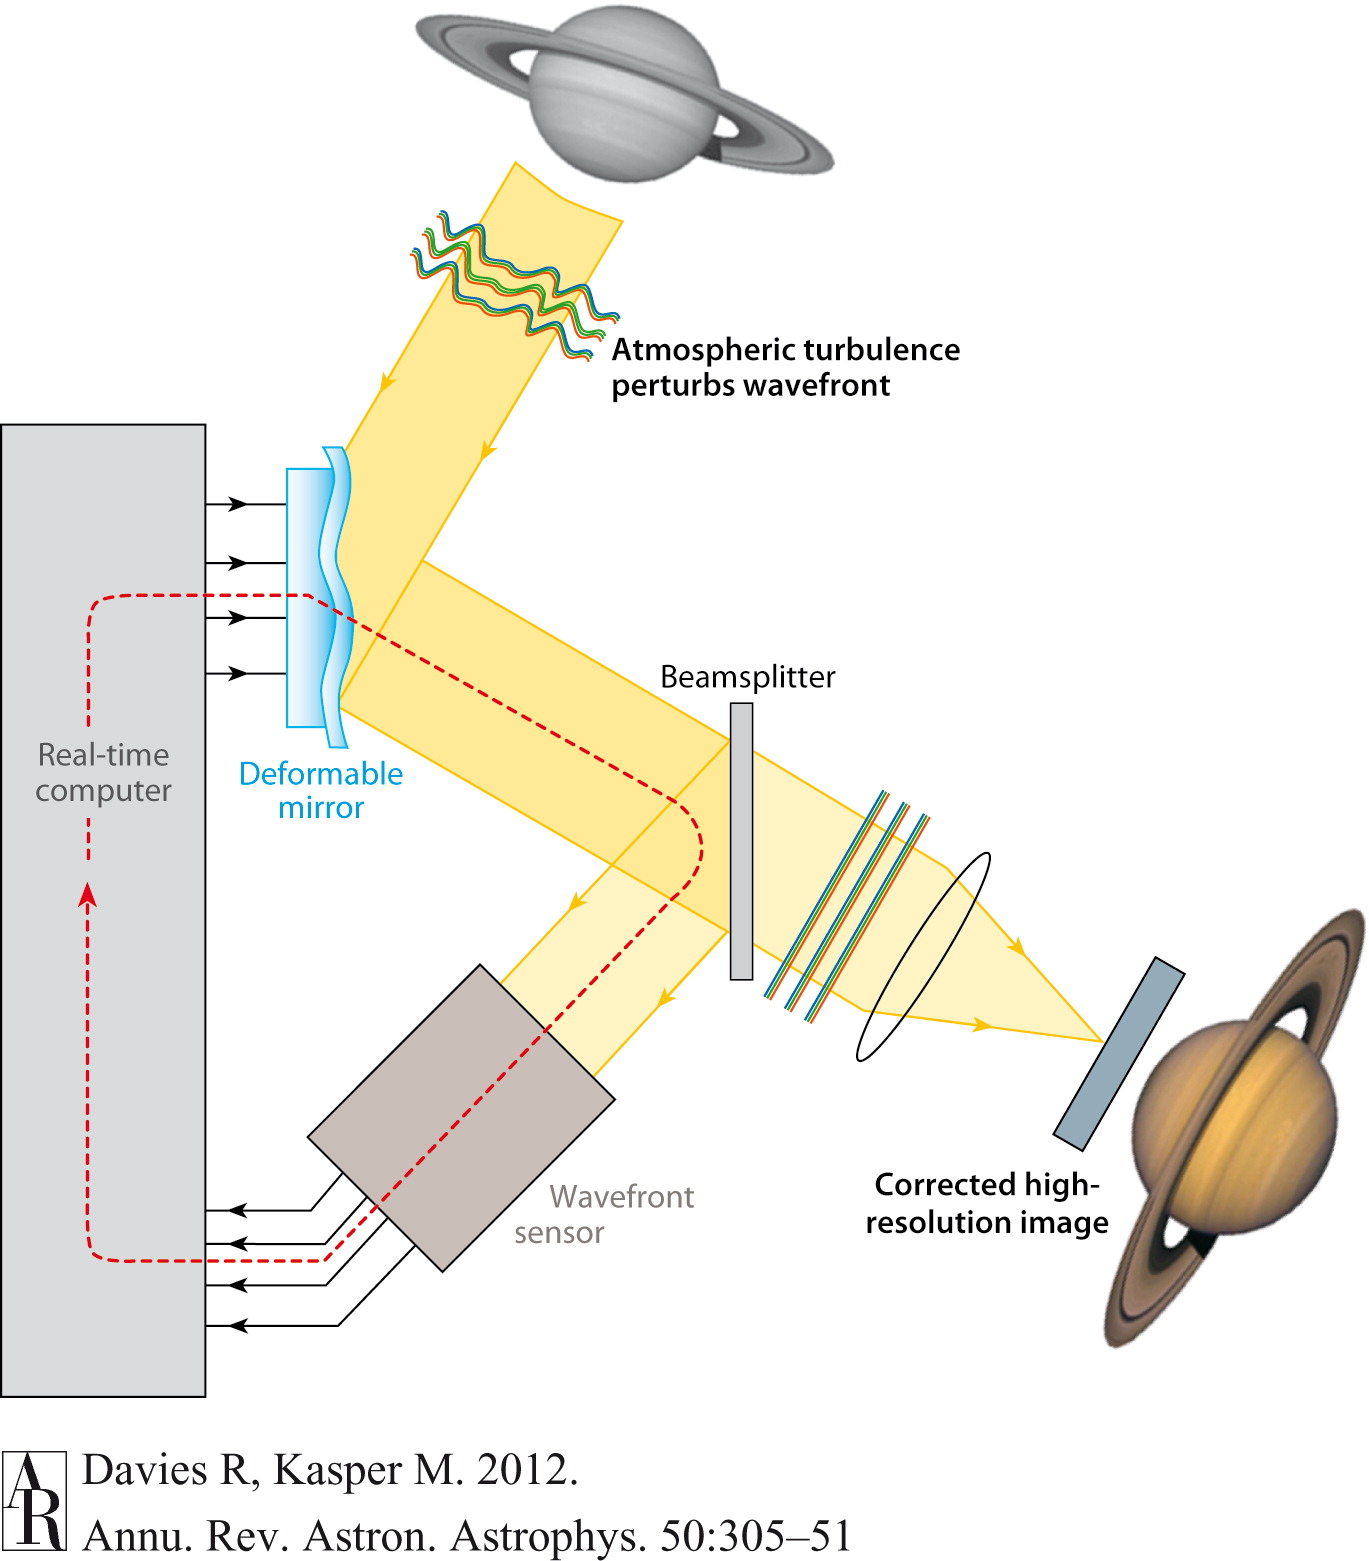 Atmospheric turbulence
perturbs wavefront
Beamsplitter
Real-time
computer
Deformable
mirror
Wavefront
sensor
Corrected high-
resolution image
AR
Davies R, Kasper M. 2012.
Annu. Rev. Astron. Astrophys. 50:305–51